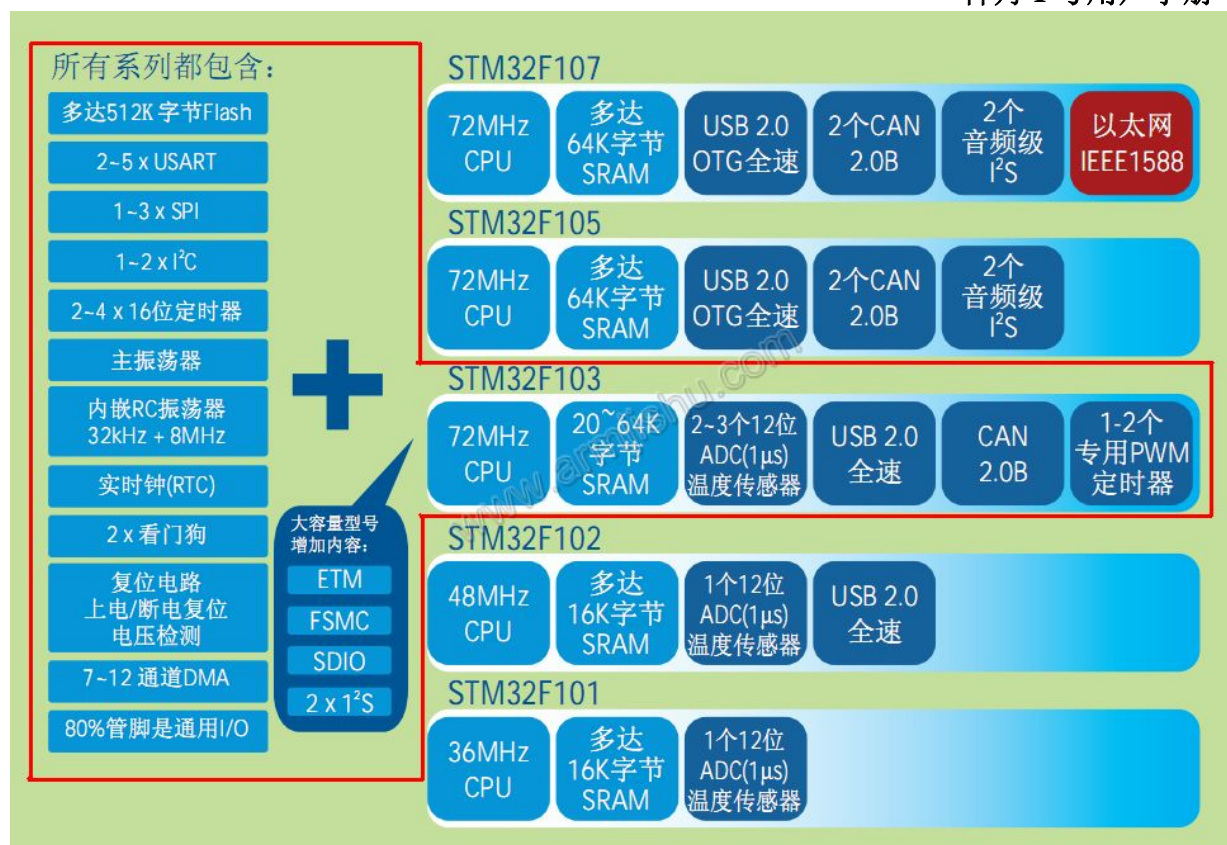 所有系列都包含:
多达512K 字节Flash
2~5 x USART
1~3 x SPI
1~2 x I²C
2~4 x 16位定时器
主振荡器
内嵌RC振荡器
32kHz + 8MHz
实时钟(RTC)
2 x 看门狗
复位电路
上电/断电复位
电压检测
7~12 通道DMA
80%管脚是通用I/O
大容量型号
增加内容:
ETM
FSMC
SDIO
2 x 1²S
STM32F107
72MHz
CPU
多达
64K字节
SRAM
USB 2.0
OTG全速
2个CAN
2.0B
2个
音频级
I²S
以太网
IEEE1588
STM32F105
72MHz
CPU
多达
64K字节
SRAM
USB 2.0
OTG全速
2个CAN
2.0B
2个
音频级
I²S
STM32F103
72MHz
CPU
20~64K
字节
SRAM
2~3个12位
ADC(1μs)
温度传感器
USB 2.0
全速
CAN
2.0B
1-2个
专用PWM
定时器
STM32F102
48MHz
CPU
多达
16K字节
SRAM
1个12位
ADC(1μs)
温度传感器
USB 2.0
全速
STM32F101
36MHz
CPU
多达
16K字节
SRAM
1个12位
ADC(1μs)
温度传感器
www.armjishu.com